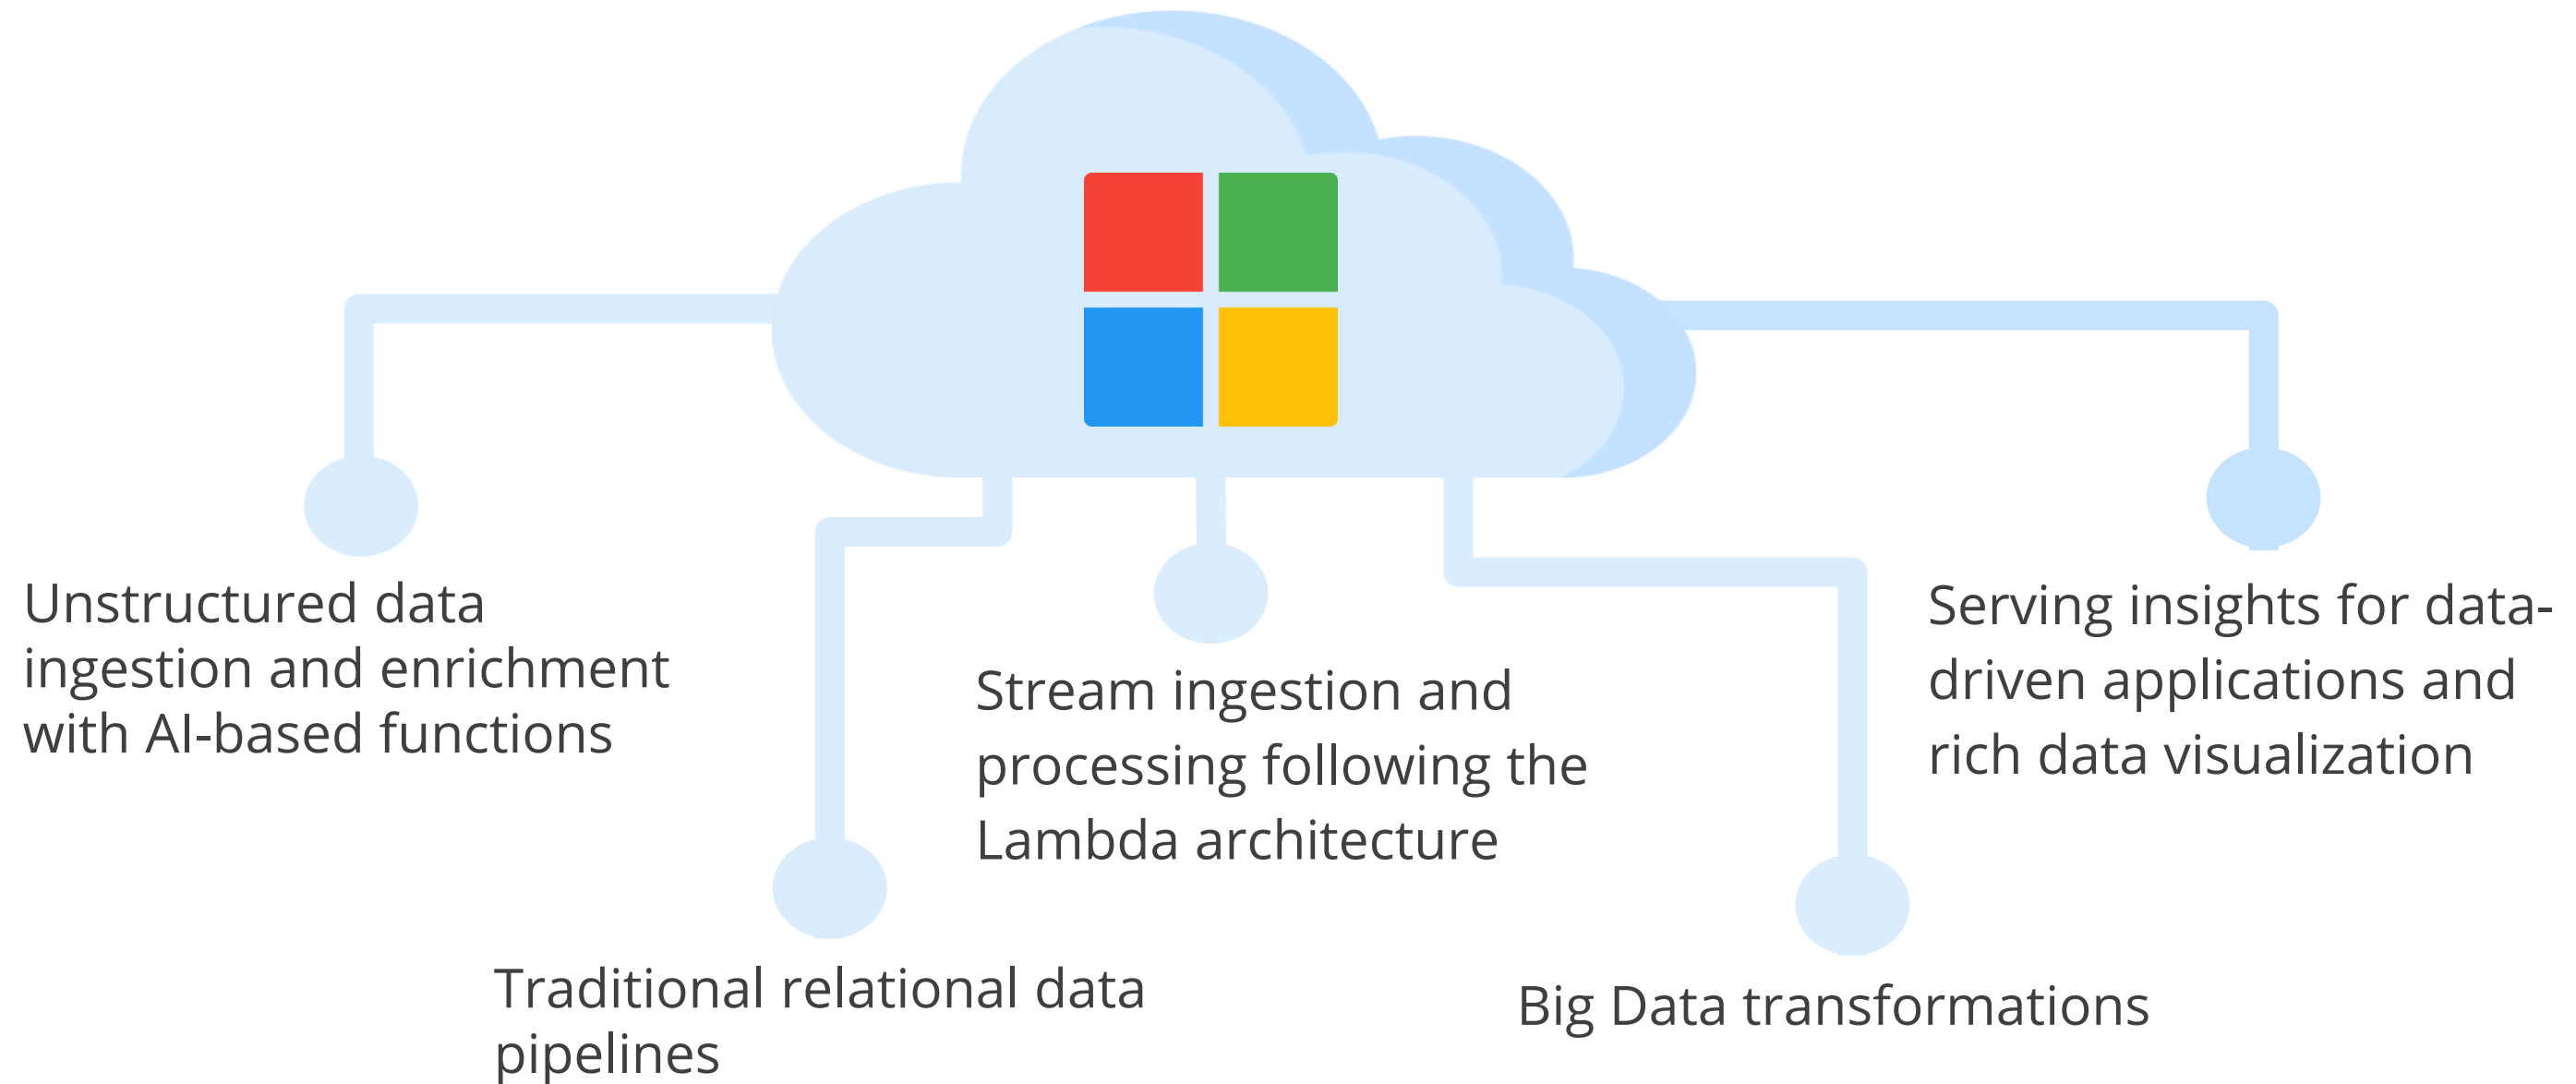 Unstructured data
ingestion and enrichment
with AI-based functions
Traditional relational data
pipelines
Stream ingestion and
processing following the
Lambda architecture
Big Data transformations
Serving insights for data-
driven applications and
rich data visualization